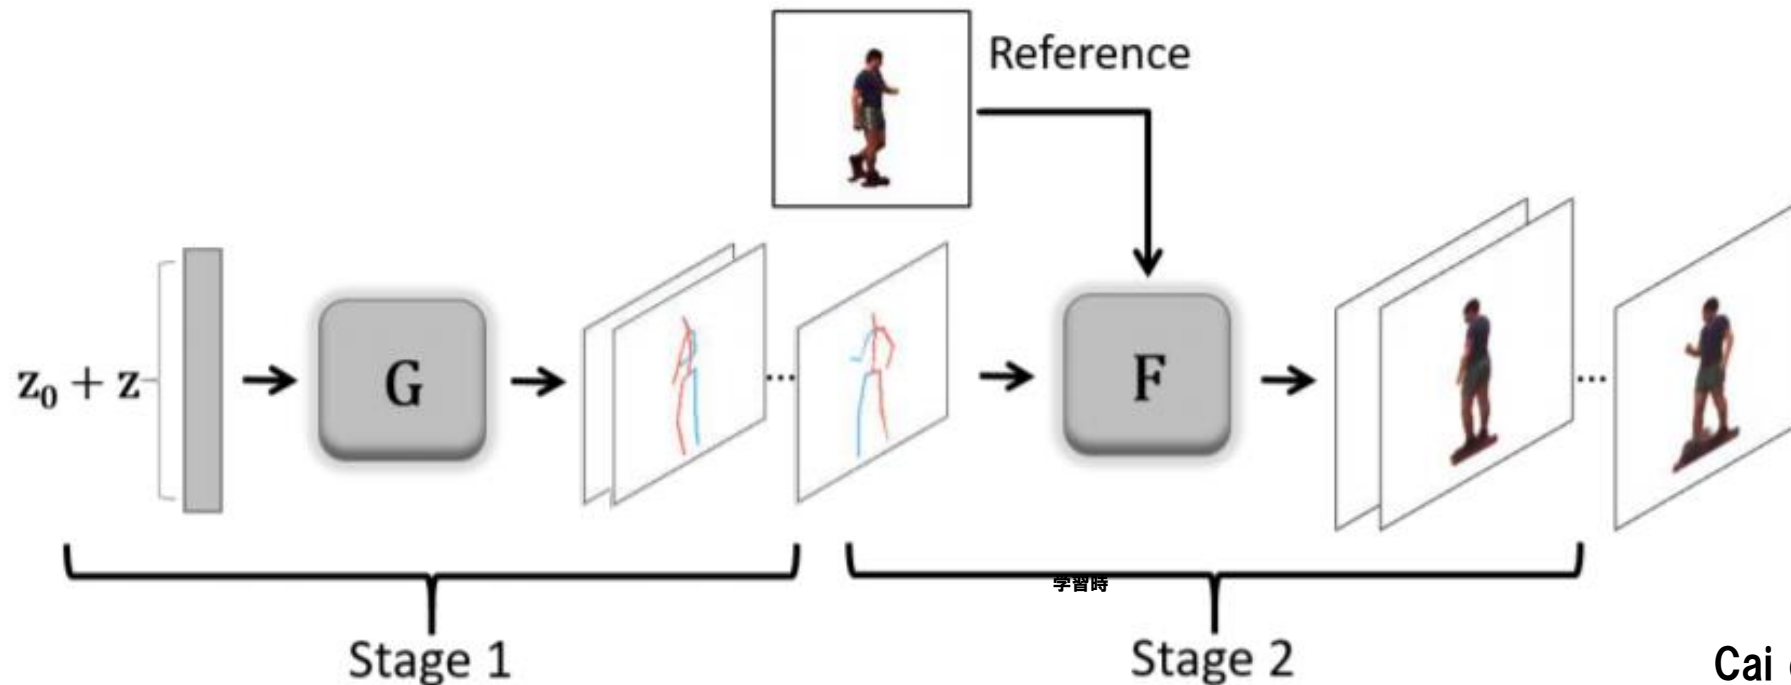 Reference
z₀ + z
G
...
F
...
学習時
Stage 1
Stage 2
Cai